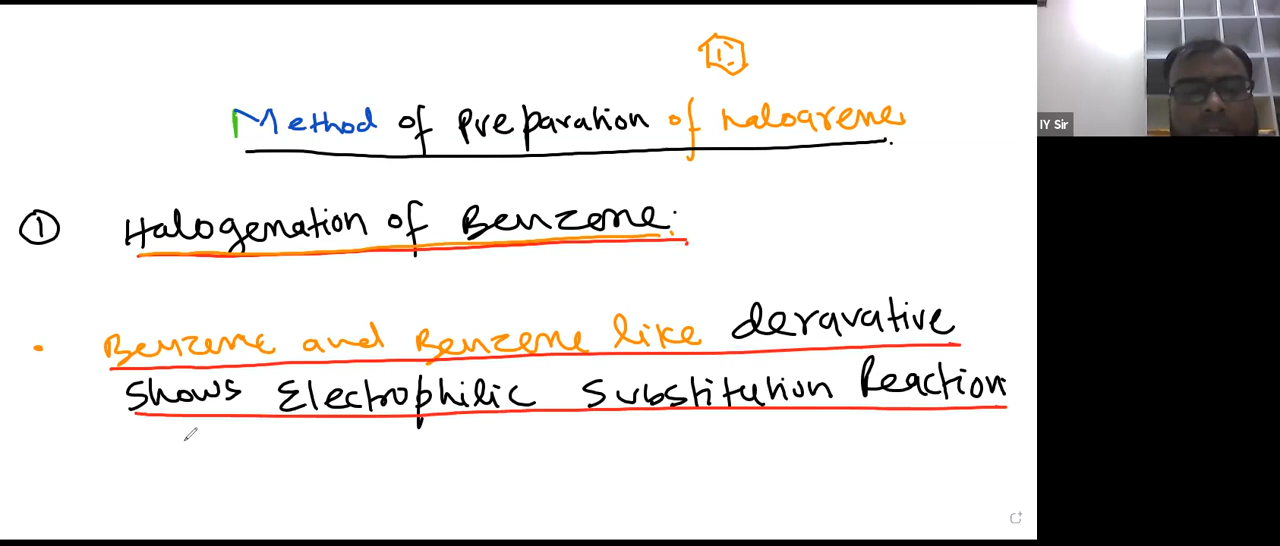 Method of Preparation of haloarenes
① Halogenation of Benzene:
• Benzene and Benzene like deravative
shows Electrophilic Substitution Reaction
IY Sir